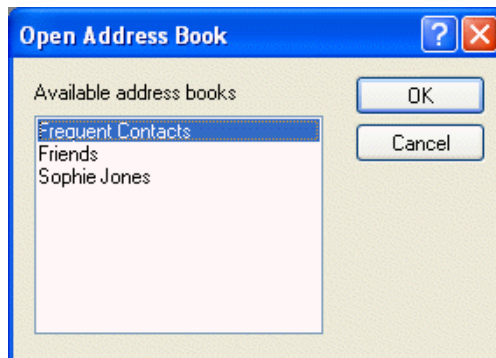 Open Address Book
?
Available address books
OK
Frequent Contacts
Cancel
Friends
Sophie Jones